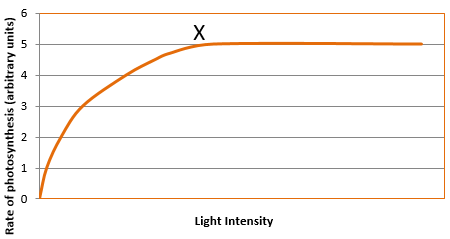 Rate of photosynthesis (arbitrary units)
6
5
4
3
2
1
0
X
Light Intensity